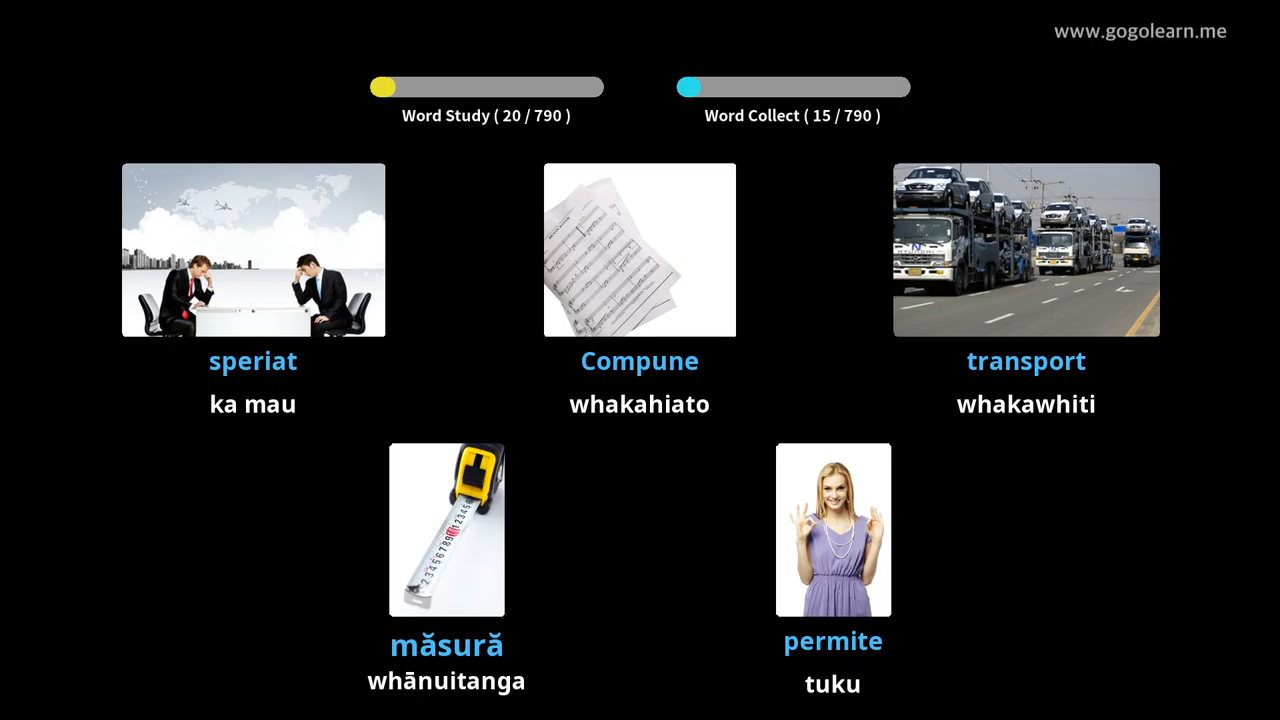 www.gogolearn.me
Word Study ( 20 / 790 )
Word Collect ( 15 / 790 )
speriat
Compune
transport
ka mau
whakahiato
whakawhiti
măsură
permite
whānuitanga
tuku